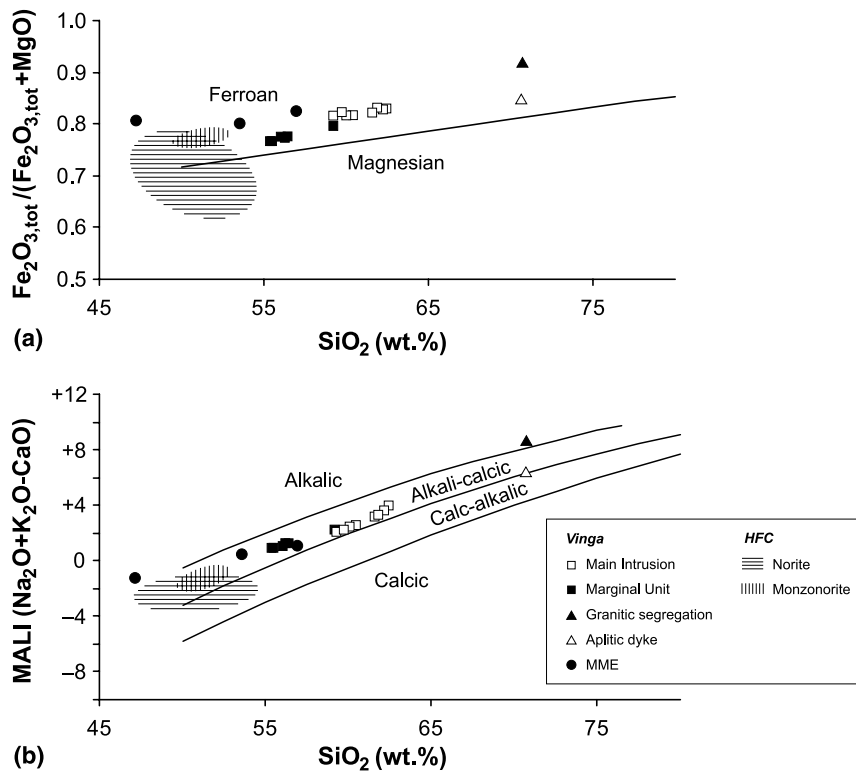 (a)
Fe2O3,tot/(Fe2O3,tot+MgO)
1.0
0.9
0.8
0.7
0.6
0.5
Ferroan
Magnesian
45
55
65
75
SiO2 (wt.%)
(b)
MALI (Na2O+K2O-CaO)
+12
+8
+4
0
−4
−8
Alkalic
Alkali-calcic
Calc-alkalic
Calcic
45
55
65
75
SiO2 (wt.%)
Vinga
Main Intrusion
Marginal Unit
Granitic segregation
Aplitic dyke
MME
HFC
Norite
Monzonorite